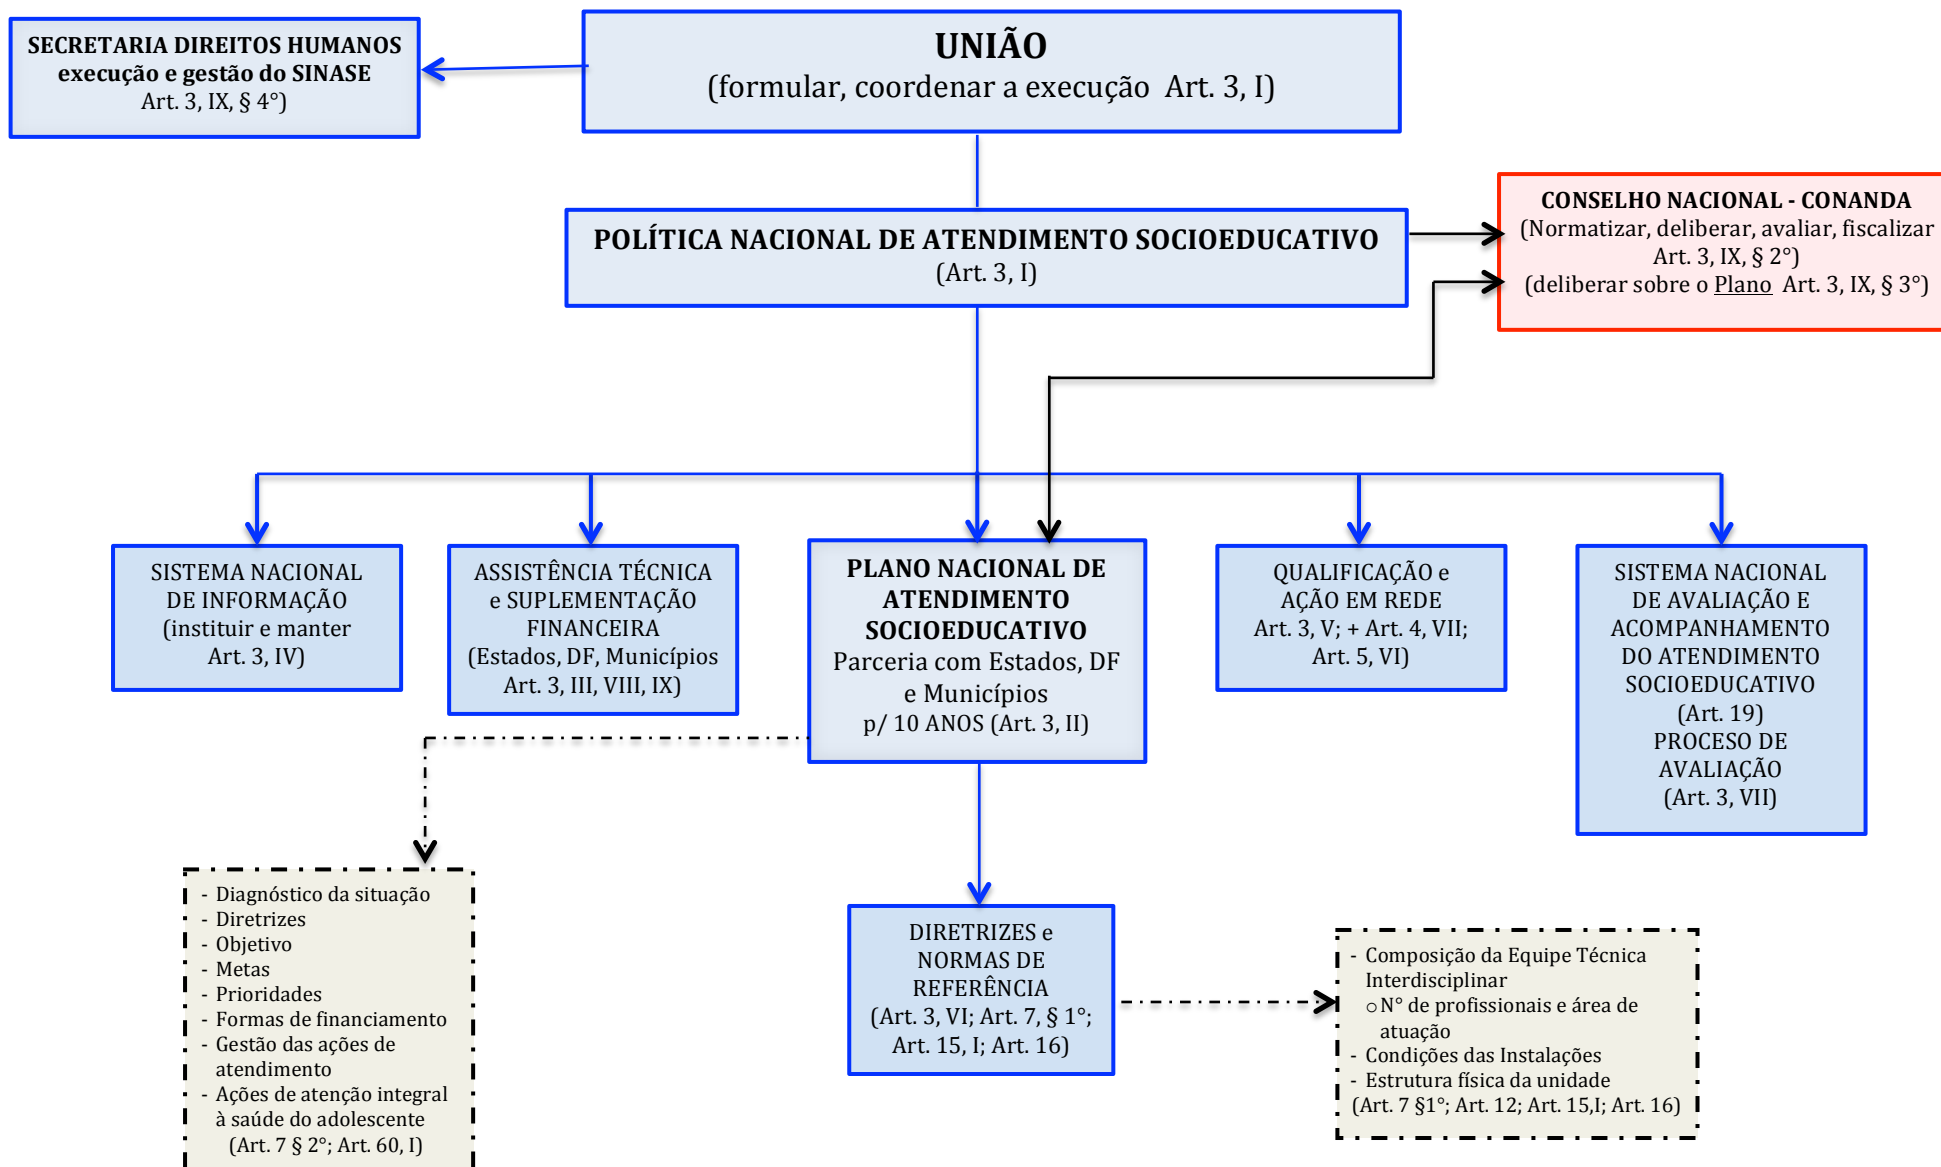 SECRETARIA DIREITOS HUMANOS
execução e gestão do SINASE
Art. 3, IX, § 4°)
UNIÃO
(formular, coordenar a execução  Art. 3, I)
POLÍTICA NACIONAL DE ATENDIMENTO SOCIOEDUCATIVO
(Art. 3, I)
CONSELHO NACIONAL - CONANDA
(Normatizar, deliberar, avaliar, fiscalizar
Art. 3, IX, § 2°)
(deliberar sobre o Plano  Art. 3, IX, § 3°)
SISTEMA NACIONAL
DE INFORMAÇÃO
(instituir e manter
Art. 3, IV)
ASSISTÊNCIA TÉCNICA
e SUPLEMENTAÇÃO
FINANCEIRA
(Estados, DF, Municípios
Art. 3, III, VIII, IX)
PLANO NACIONAL DE
ATENDIMENTO
SOCIOEDUCATIVO
Parceria com Estados, DF
e Municípios
p/ 10 ANOS (Art. 3, II)
QUALIFICAÇÃO e
AÇÃO EM REDE
Art. 3, V; + Art. 4, VII;
Art. 5, VI)
SISTEMA NACIONAL
DE AVALIAÇÃO E
ACOMPANHAMENTO
DO ATENDIMENTO
SOCIOEDUCATIVO
(Art. 19)
PROCESO DE
AVALIAÇÃO
(Art. 3, VII)
- Diagnóstico da situação
- Diretrizes
- Objetivo
- Metas
- Prioridades
- Formas de financiamento
- Gestão das ações de
atendimento
- Ações de atenção integral
à saúde do adolescente
(Art. 7 § 2°; Art. 60, I)
DIRETRIZES e
NORMAS DE
REFERÊNCIA
(Art. 3, VI; Art. 7, § 1°;
Art. 15, I; Art. 16)
- Composição da Equipe Técnica
Interdisciplinar
o N° de profissionais e área de
atuação
- Condições das Instalações
- Estrutura física da unidade
(Art. 7 §1°; Art. 12; Art. 15,I; Art. 16)